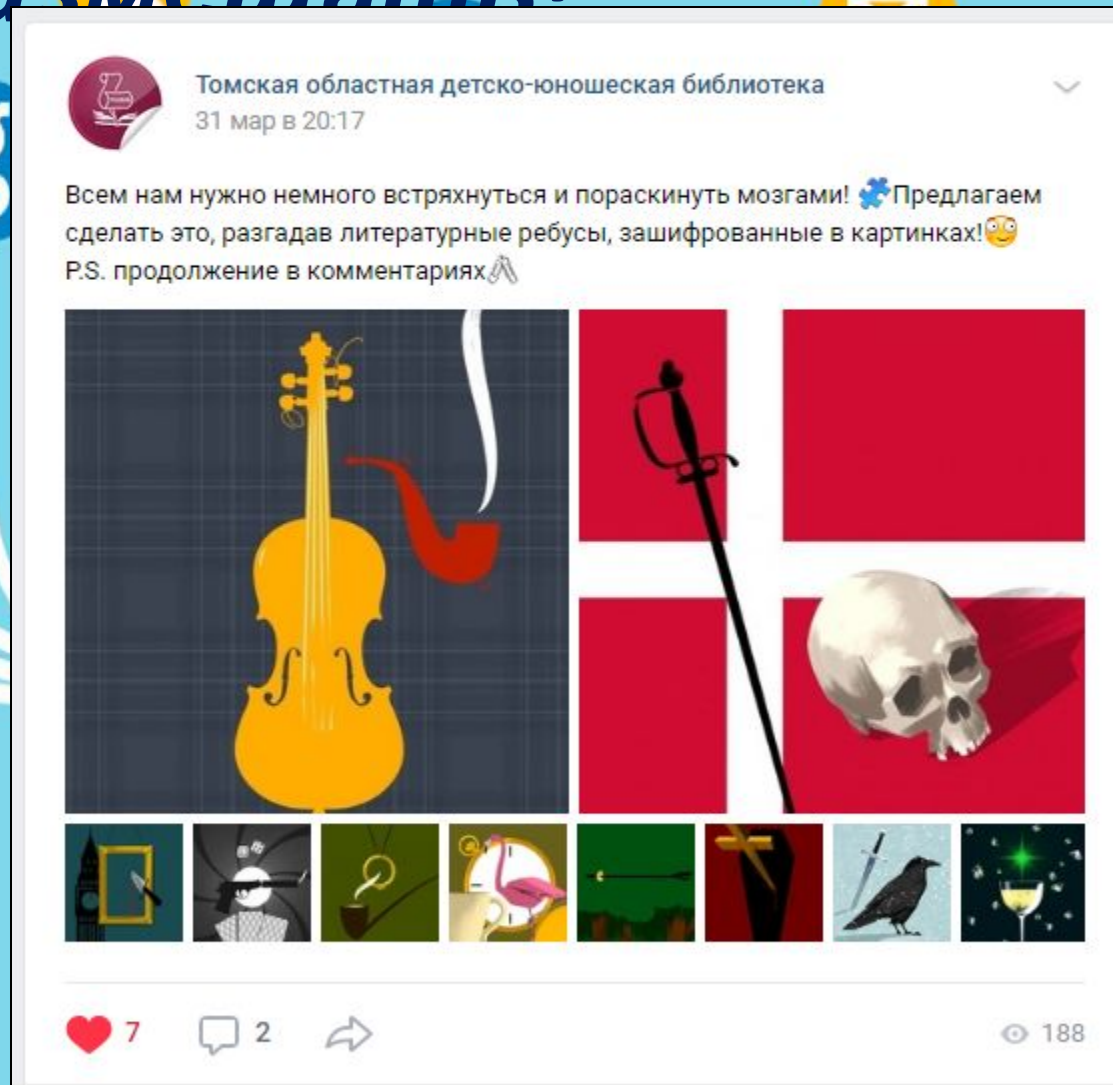 Томская областная детско-юношеская библиотека
31 мар в 20:17
Всем нам нужно немного встряхнуться и пораскинуть мозгами! Предлагаем
сделать это, разгадав литературные ребусы, зашифрованные в картинках!
P.S. продолжение в комментариях
7
2
188